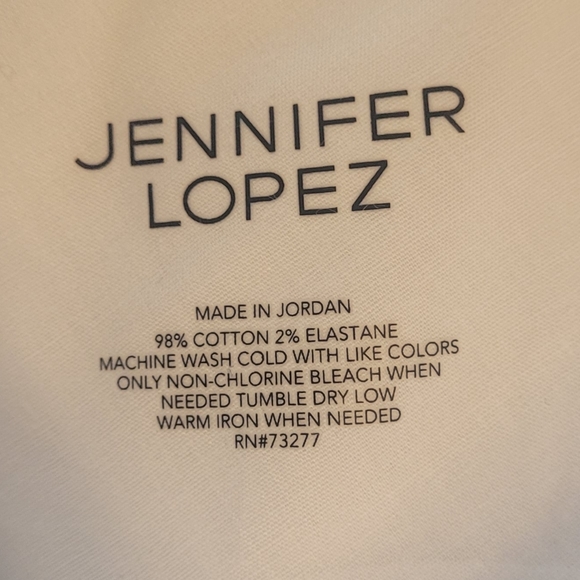 JENNIFER
LOPEZ
MADE IN JORDAN
98% COTTON 2% ELASTANE
MACHINE WASH COLD WITH LIKE COLORS
ONLY NON-CHLORINE BLEACH WHEN
NEEDED TUMBLE DRY LOW
WARM IRON WHEN NEEDED
RN#73277